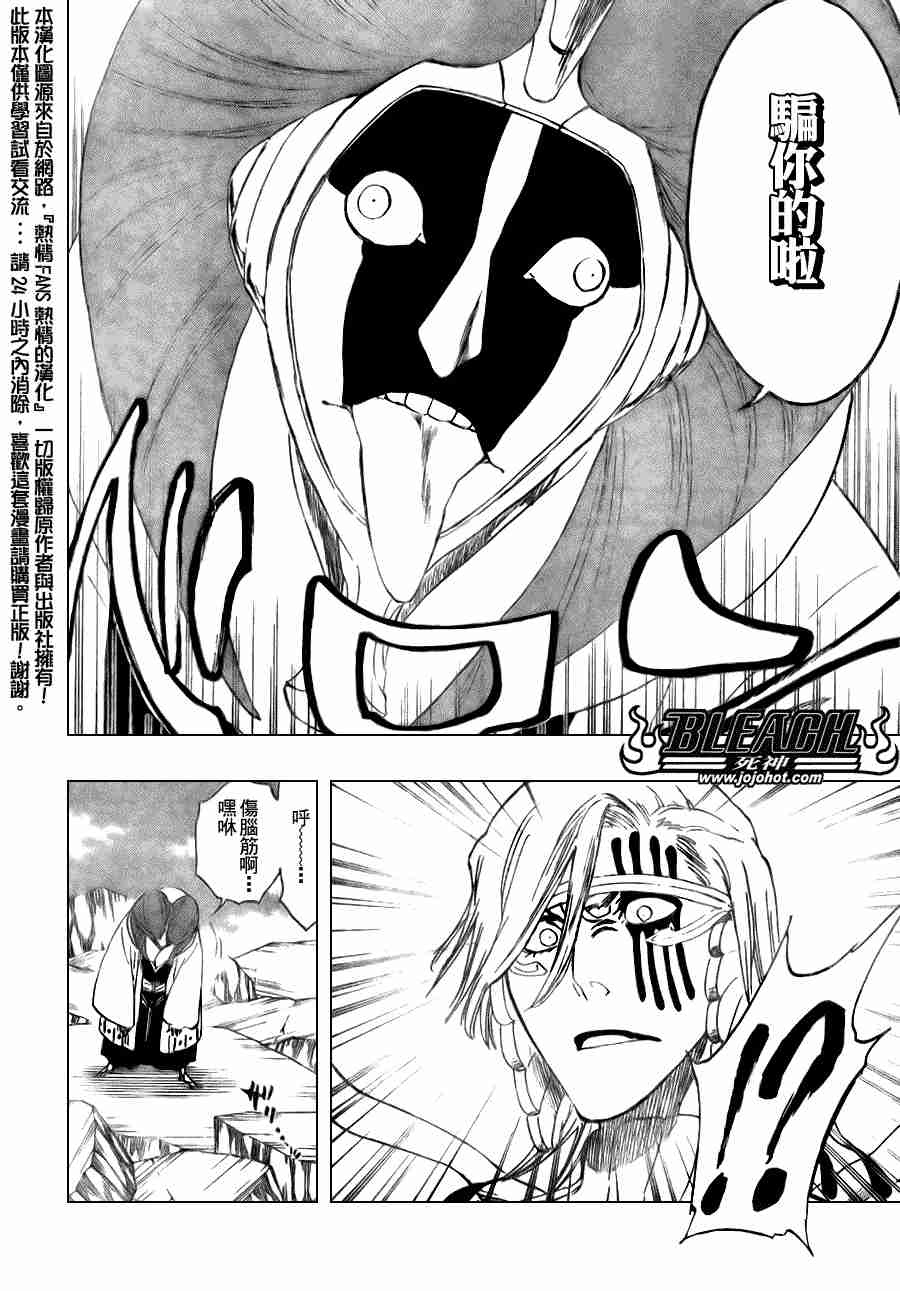 本漢化圖源來自於網路，『熱情FANS熱情的漢化』一切版權歸原作者與出版社擁有！
此版本僅供學習試看交流… 請24小時之內消除，喜歡這套漫畫請購買正版！謝謝。
騙你的啦
BLEACH
死神
www.jojohot.com
!?
呼～～…
傷腦筋啊…
嘿咻